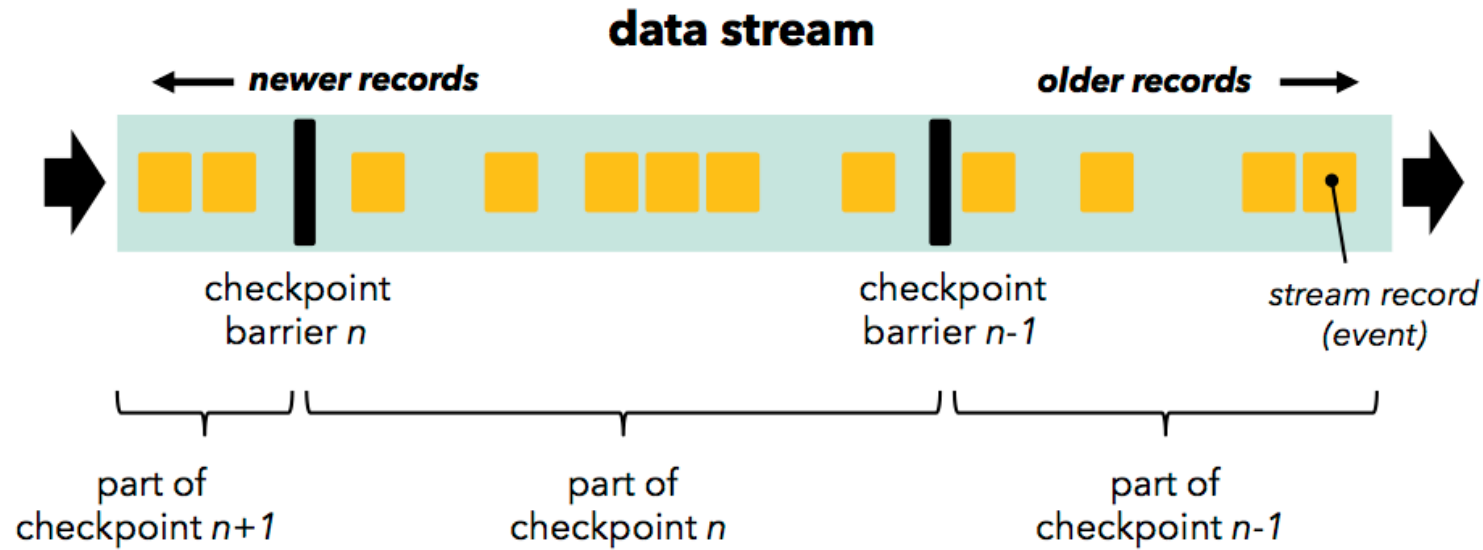 data stream
newer records
older records
checkpoint
barrier n
checkpoint
barrier n-1
stream record
(event)
part of
checkpoint n+1
part of
checkpoint n
part of
checkpoint n-1